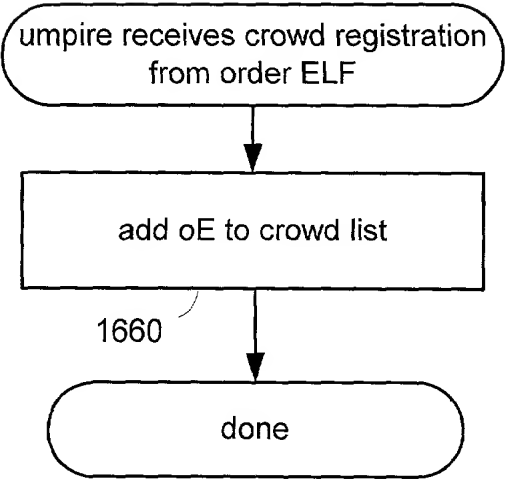 umpire receives crowd registration
from order ELF
add oE to crowd list
1660
done